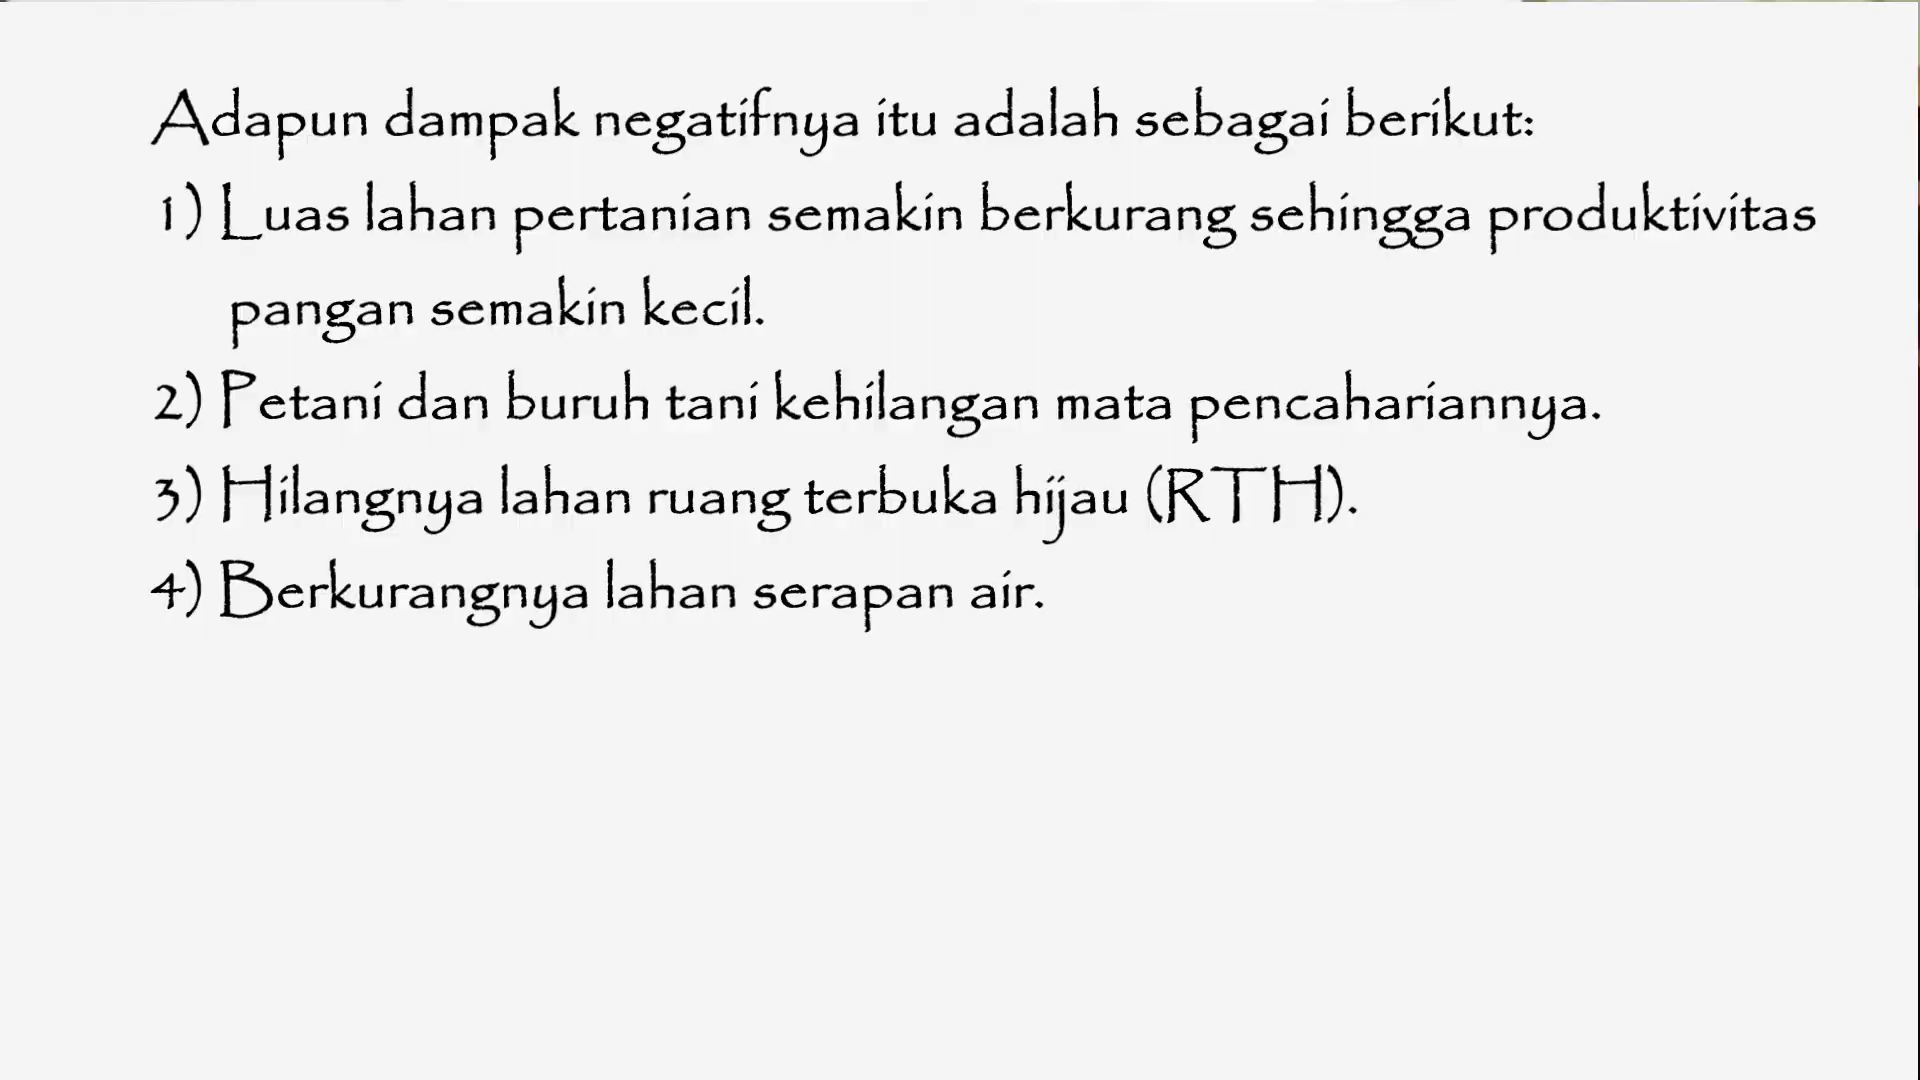 Adapun dampak negatifnya itu adalah sebagai berikut:
1) Luas lahan pertanian semakin berkurang sehingga produktivitas
pangan semakin kecil.
2) Petani dan buruh tani kehilangan mata pencahariannya.
3) Hilangnya lahan ruang terbuka hijau (RTH).
4) Berkurangnya lahan serapan air.